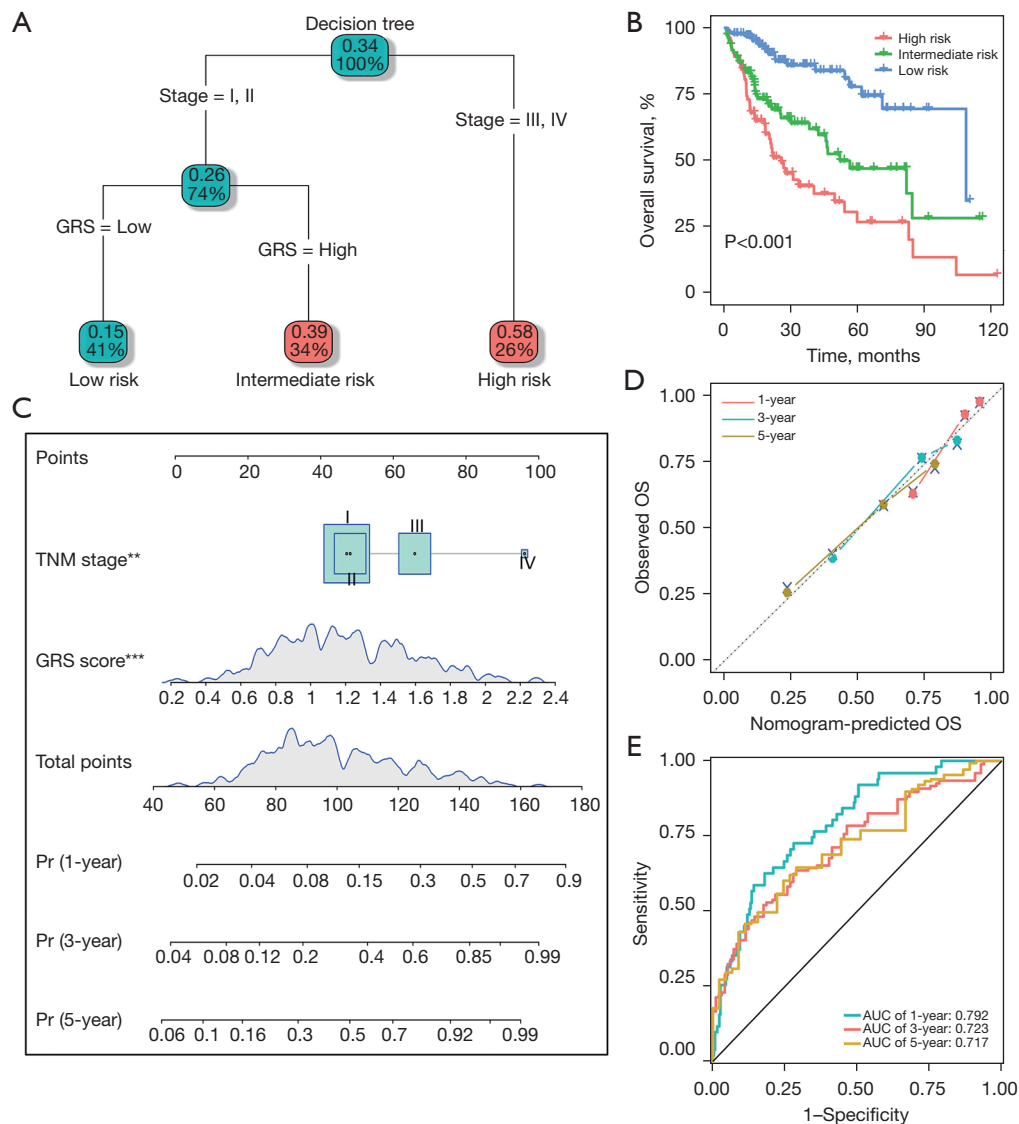 A
Decision tree
0.34
100%
Stage = I, II
Stage = III, IV
0.26
74%
GRS = Low
GRS = High
0.15
41%
0.39
34%
0.58
26%
Low risk
Intermediate risk
High risk
B
Overall survival, %
100
75
50
25
0
High risk
Intermediate risk
Low risk
P<0.001
0 30 60 90 120
Time, months
C
Points
0 20 40 60 80 100
TNM stage**
I
II
III
IV
GRS score***
0.2 0.4 0.6 0.8 1 1.2 1.4 1.6 1.8 2 2.2 2.4
Total points
40 60 80 100 120 140 160 180
Pr (1-year)
0.02 0.04 0.08 0.15 0.3 0.5 0.7 0.9
Pr (3-year)
0.04 0.08 0.12 0.2 0.4 0.6 0.85 0.99
Pr (5-year)
0.06 0.1 0.16 0.3 0.5 0.7 0.92 0.99
D
Observed OS
1.00
0.75
0.50
0.25
0.00
1-year
3-year
5-year
0.00 0.25 0.50 0.75 1.00
Nomogram-predicted OS
E
Sensitivity
1.00
0.75
0.50
0.25
0.00
AUC of 1-year: 0.792
AUC of 3-year: 0.723
AUC of 5-year: 0.717
0.00 0.25 0.50 0.75 1.00
1–Specificity